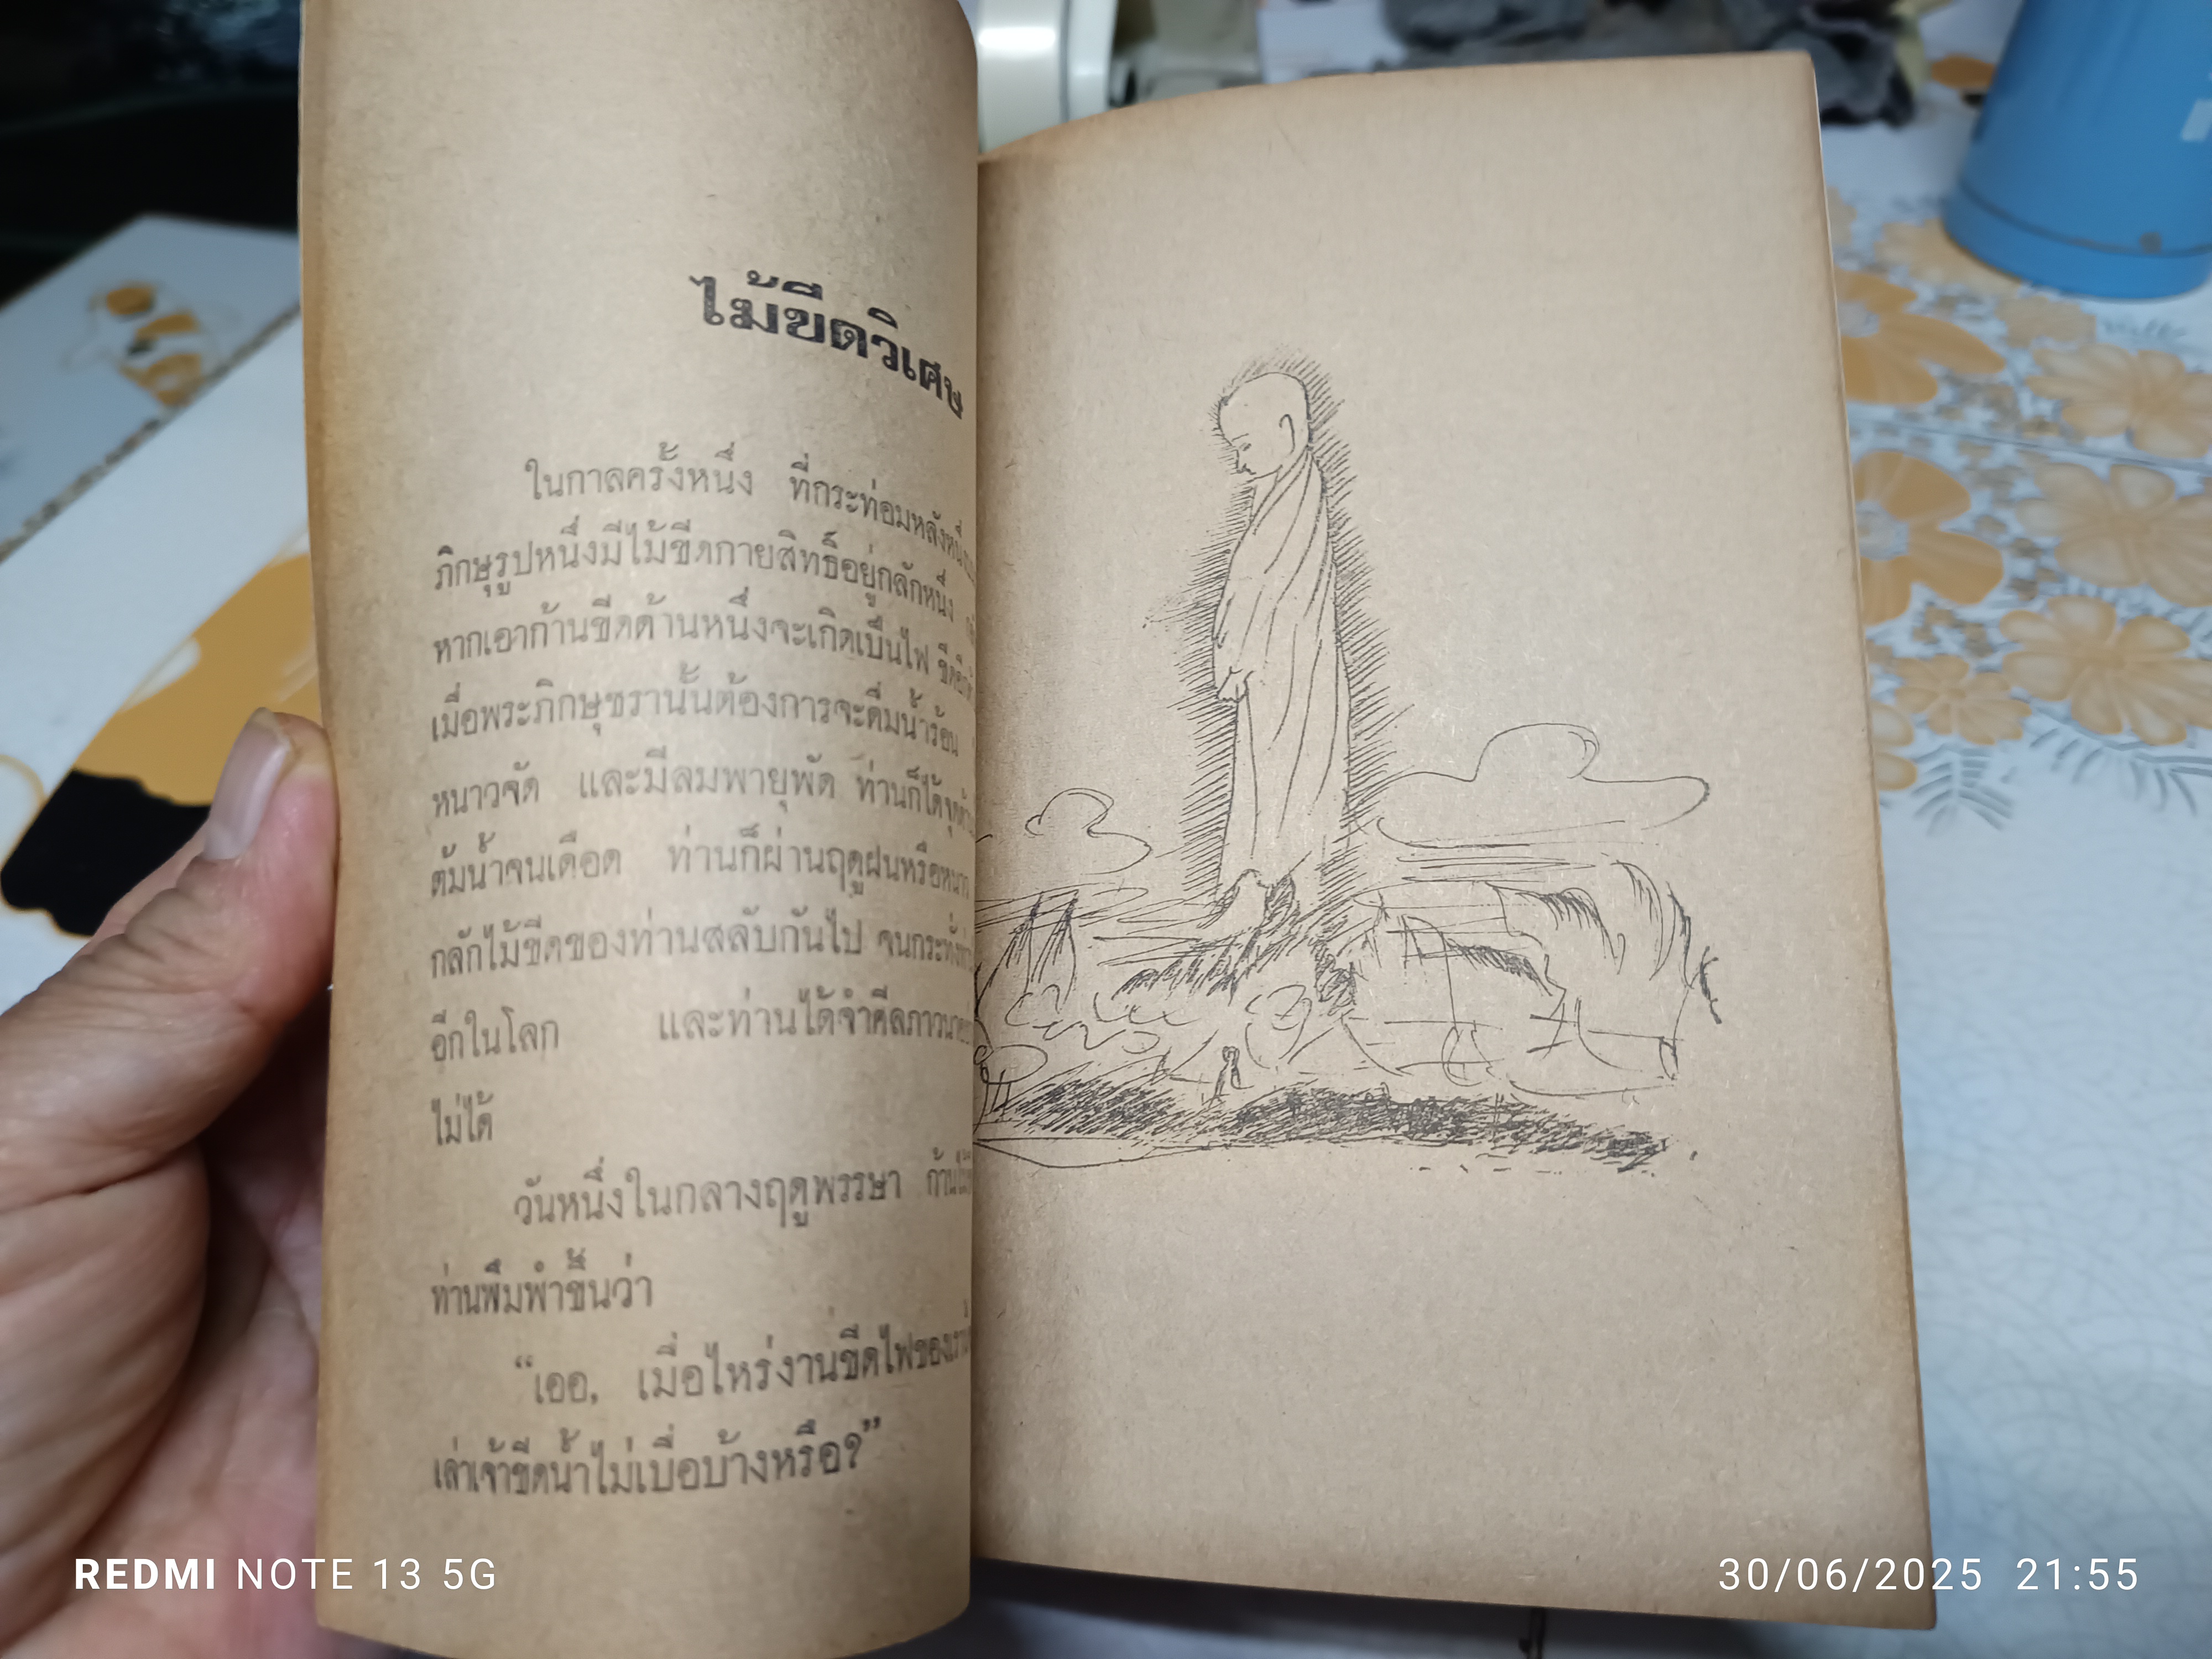 ไม้ขีดวิเศษ
ในกาลครั้งหนึ่ง ที่กระท่อมหลังหนึ่ง
ภิกษุรูปหนึ่งมีไม้ขีดกายสิทธิ์อยู่กลักหนึ่ง
หากเอาก้านขีดด้านหนึ่งจะเกิดเป็นไฟ
เมื่อพระภิกษุชรานั้นต้องการจะดื่มน้ำร้อน
หนาวจัด และมีลมพายุพัด ท่านก็ได้
ต้มน้ำจนเดือด ท่านก็ผ่านฤดูฝนหรือหนาว
กลักไม้ขีดของท่านสลับกันไป จนกระทั่ง
อีกในโลก และท่านได้จำศีลภาวนา
ไม่ได้
วันหนึ่งในกลางฤดูพรรษา
ท่านพึมพำขึ้นว่า
“เออ, เมื่อไหร่งานขีดไฟของเรา
เล่าเจ้าขีดน้ำไม่เบื่อบ้างหรือ?”
REDMI NOTE 13 5G
30/06/2025 21:55